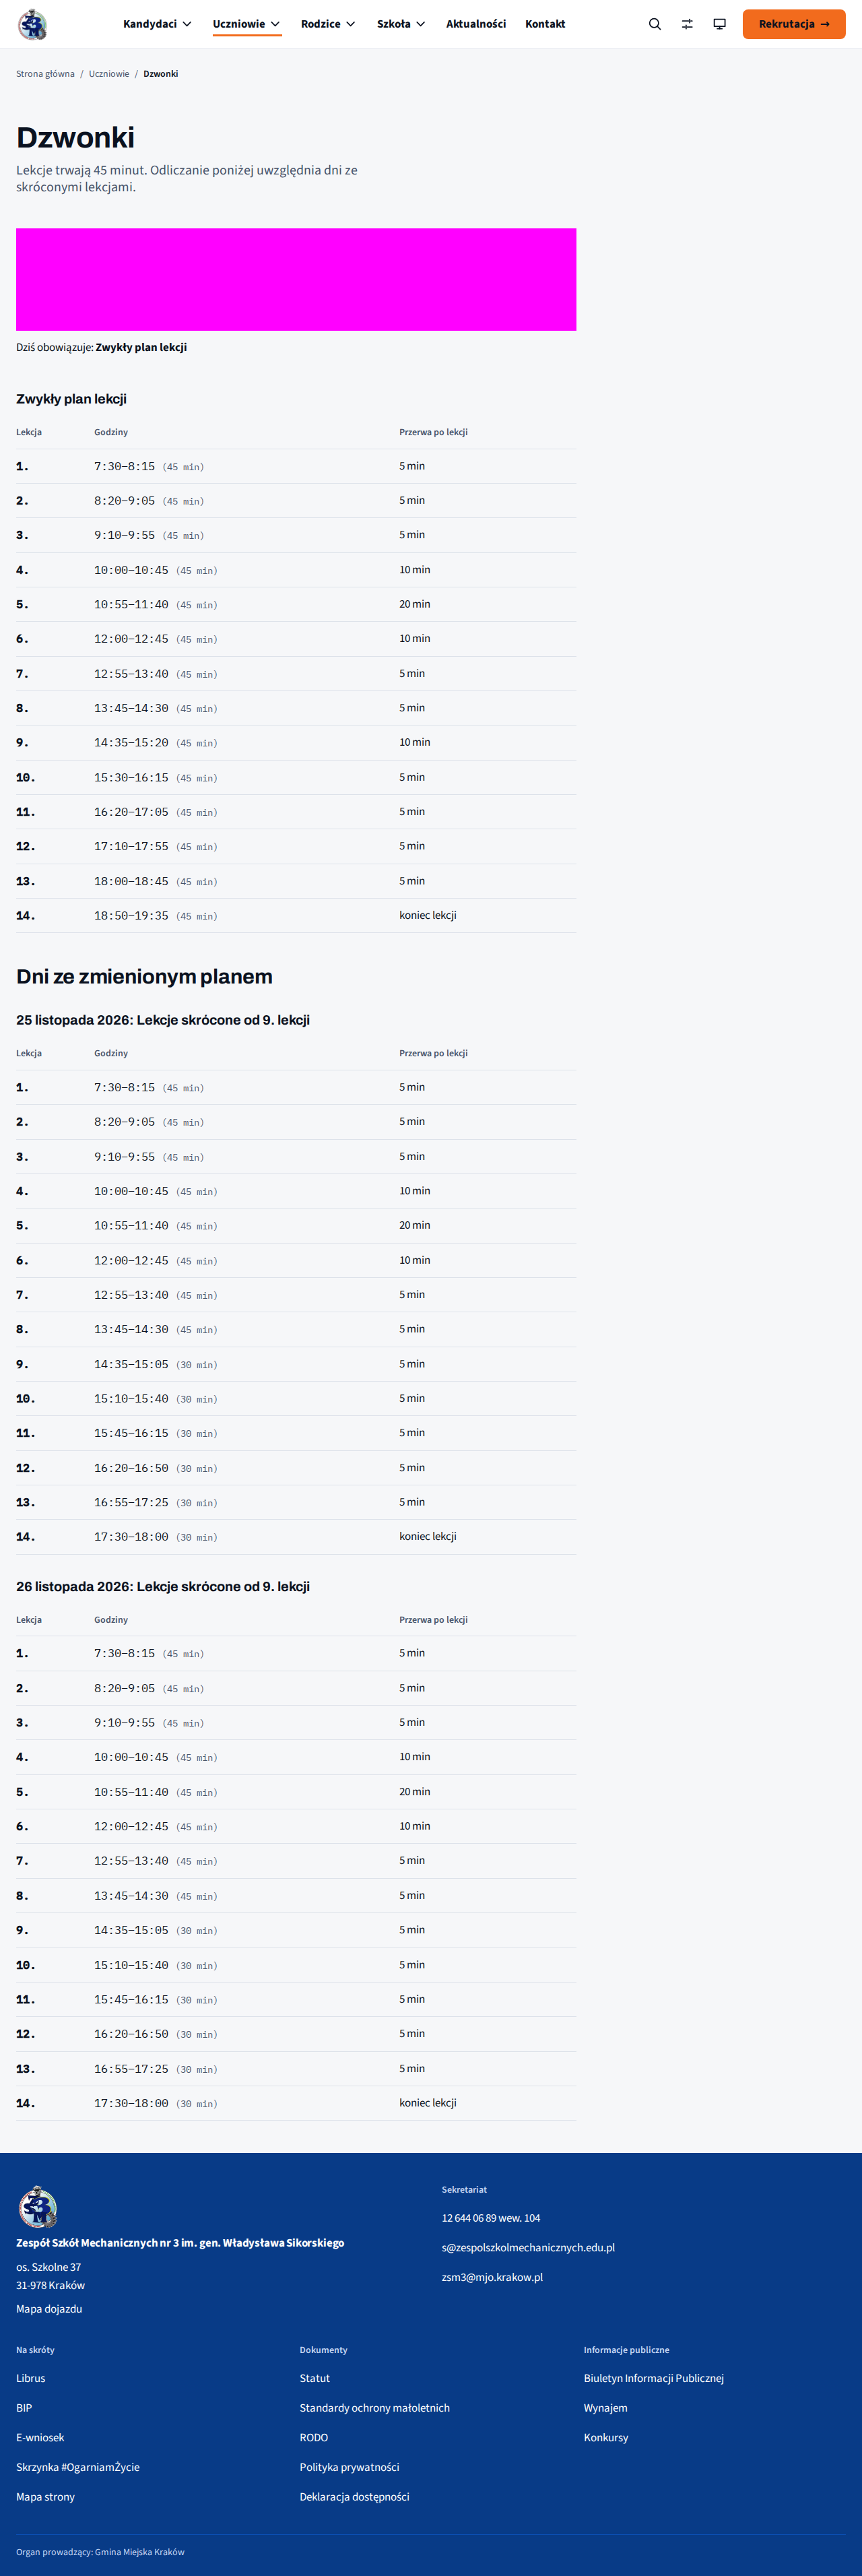 Kandydaci Uczniowie Rodzice Szkoła Aktualności Kontakt Rekrutacja →
Strona główna / Uczniowie / Dzwonki
Dzwonki
Lekcje trwają 45 minut. Odliczanie poniżej uwzględnia dni ze
skróconymi lekcjami.
Dziś obowiązuje: Zwykły plan lekcji
Zwykły plan lekcji
Lekcja Godziny Przerwa po lekcji
1. 7:30–8:15 (45 min) 5 min
2. 8:20–9:05 (45 min) 5 min
3. 9:10–9:55 (45 min) 5 min
4. 10:00–10:45 (45 min) 10 min
5. 10:55–11:40 (45 min) 20 min
6. 12:00–12:45 (45 min) 10 min
7. 12:55–13:40 (45 min) 5 min
8. 13:45–14:30 (45 min) 5 min
9. 14:35–15:20 (45 min) 10 min
10. 15:30–16:15 (45 min) 5 min
11. 16:20–17:05 (45 min) 5 min
12. 17:10–17:55 (45 min) 5 min
13. 18:00–18:45 (45 min) 5 min
14. 18:50–19:35 (45 min) koniec lekcji
Dni ze zmienionym planem
25 listopada 2026: Lekcje skrócone od 9. lekcji
Lekcja Godziny Przerwa po lekcji
1. 7:30–8:15 (45 min) 5 min
2. 8:20–9:05 (45 min) 5 min
3. 9:10–9:55 (45 min) 5 min
4. 10:00–10:45 (45 min) 10 min
5. 10:55–11:40 (45 min) 20 min
6. 12:00–12:45 (45 min) 10 min
7. 12:55–13:40 (45 min) 5 min
8. 13:45–14:30 (45 min) 5 min
9. 14:35–15:05 (30 min) 5 min
10. 15:10–15:40 (30 min) 5 min
11. 15:45–16:15 (30 min) 5 min
12. 16:20–16:50 (30 min) 5 min
13. 16:55–17:25 (30 min) 5 min
14. 17:30–18:00 (30 min) koniec lekcji
26 listopada 2026: Lekcje skrócone od 9. lekcji
Lekcja Godziny Przerwa po lekcji
1. 7:30–8:15 (45 min) 5 min
2. 8:20–9:05 (45 min) 5 min
3. 9:10–9:55 (45 min) 5 min
4. 10:00–10:45 (45 min) 10 min
5. 10:55–11:40 (45 min) 20 min
6. 12:00–12:45 (45 min) 10 min
7. 12:55–13:40 (45 min) 5 min
8. 13:45–14:30 (45 min) 5 min
9. 14:35–15:05 (30 min) 5 min
10. 15:10–15:40 (30 min) 5 min
11. 15:45–16:15 (30 min) 5 min
12. 16:20–16:50 (30 min) 5 min
13. 16:55–17:25 (30 min) 5 min
14. 17:30–18:00 (30 min) koniec lekcji
Zespół Szkół Mechanicznych nr 3 im. gen. Władysława Sikorskiego
os. Szkolne 37
31-978 Kraków
Mapa dojazdu
Sekretariat
12 644 06 89 wew. 104
s@zespolszkolmechanicznych.edu.pl
zsm3@mjo.krakow.pl
Na skróty
Librus
BIP
E-wniosek
Skrzynka #OgarniamŻycie
Mapa strony
Dokumenty
Statut
Standardy ochrony małoletnich
RODO
Polityka prywatności
Deklaracja dostępności
Informacje publiczne
Biuletyn Informacji Publicznej
Wynajem
Konkursy
Organ prowadzący: Gmina Miejska Kraków